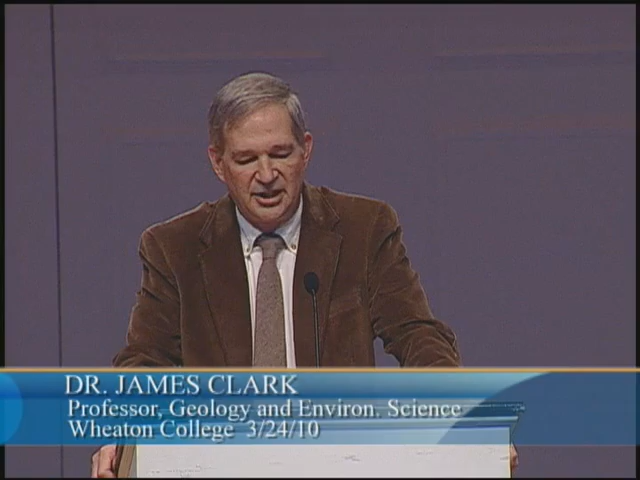 DR. JAMES CLARK
Professor, Geology and Environ. Science
Wheaton College 3/24/10